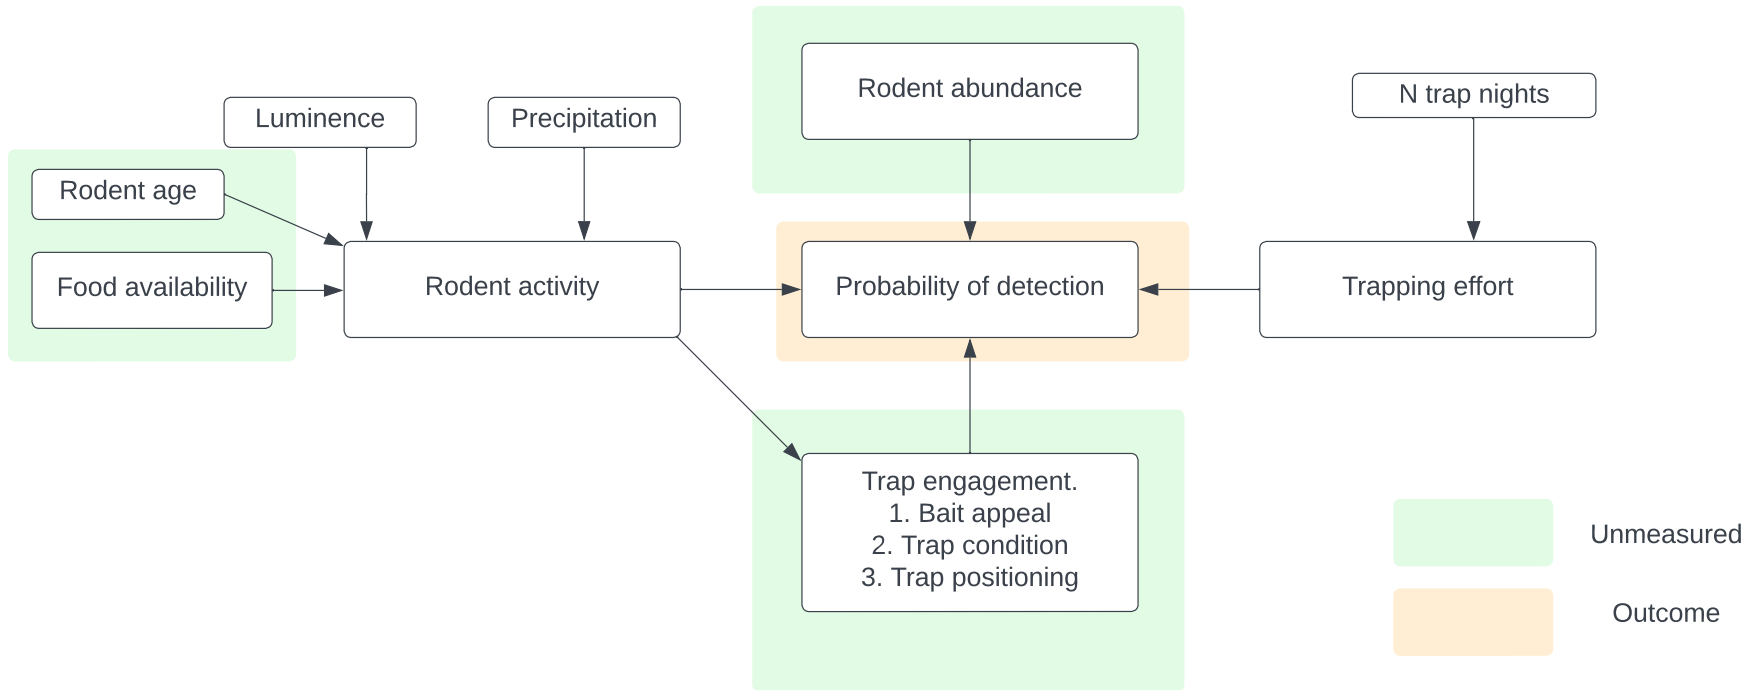 Rodent abundance
N trap nights
Luminence
Precipitation
Rodent age
Food availability
Rodent activity
Probability of detection
Trapping effort
Trap engagement.
1. Bait appeal
2. Trap condition
3. Trap positioning
Unmeasured
Outcome